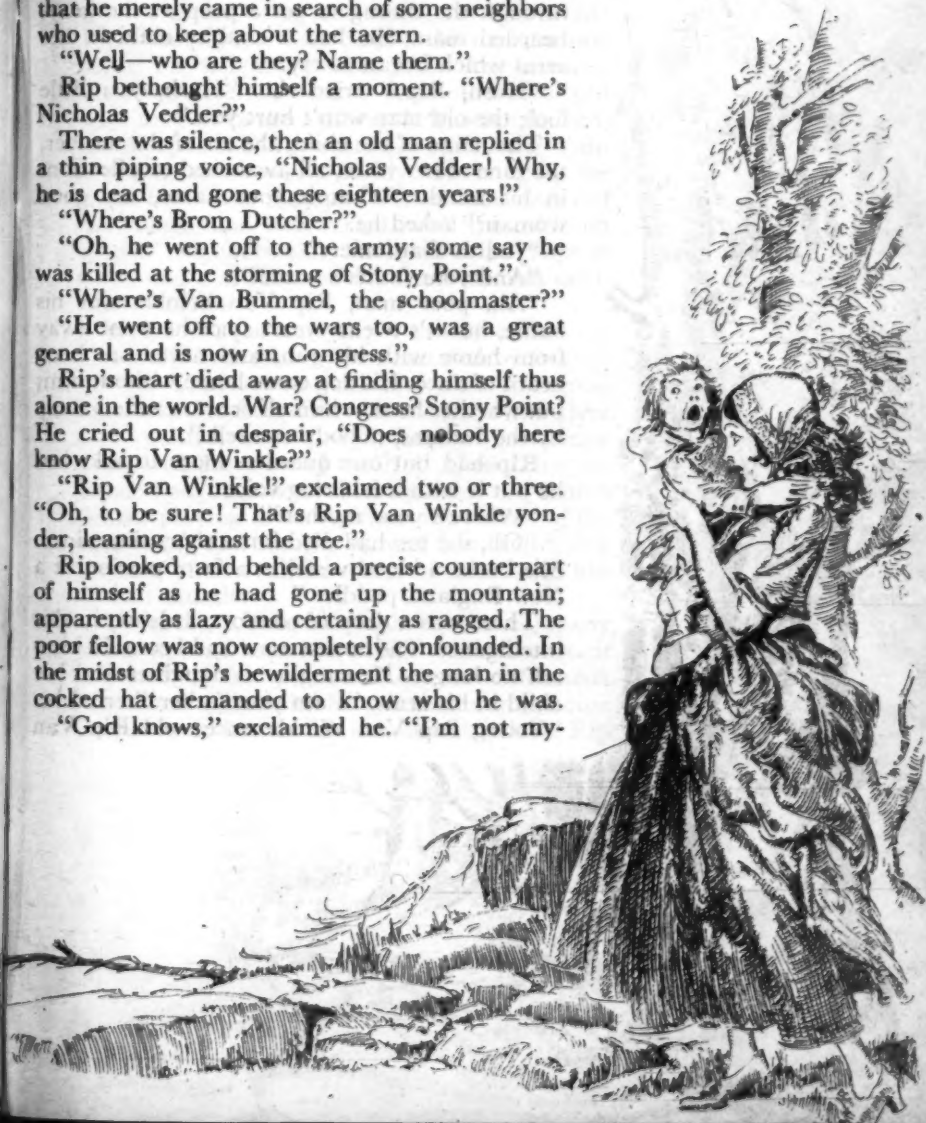 that he merely came in search of some neighbors
who used to keep about the tavern.
“Well—who are they? Name them.”
Rip bethought himself a moment. “Where’s
Nicholas Vedder?”
There was silence, then an old man replied in
a thin piping voice, “Nicholas Vedder! Why,
he is dead and gone these eighteen years!”
“Where’s Brom Dutcher?”
“Oh, he went off to the army; some say he
was killed at the storming of Stony Point.”
“Where’s Van Bummel, the schoolmaster?”
“He went off to the wars too, was a great
general and is now in Congress.”
Rip’s heart died away at finding himself thus
alone in the world. War? Congress? Stony Point?
He cried out in despair, “Does nobody here
know Rip Van Winkle?”
“Rip Van Winkle!” exclaimed two or three.
“Oh, to be sure! That’s Rip Van Winkle yon-
der, leaning against the tree.”
Rip looked, and beheld a precise counterpart
of himself as he had gone up the mountain;
apparently as lazy and certainly as ragged. The
poor fellow was now completely confounded. In
the midst of Rip’s bewilderment the man in the
cocked hat demanded to know who he was.
“God knows,” exclaimed he. “I’m not my-